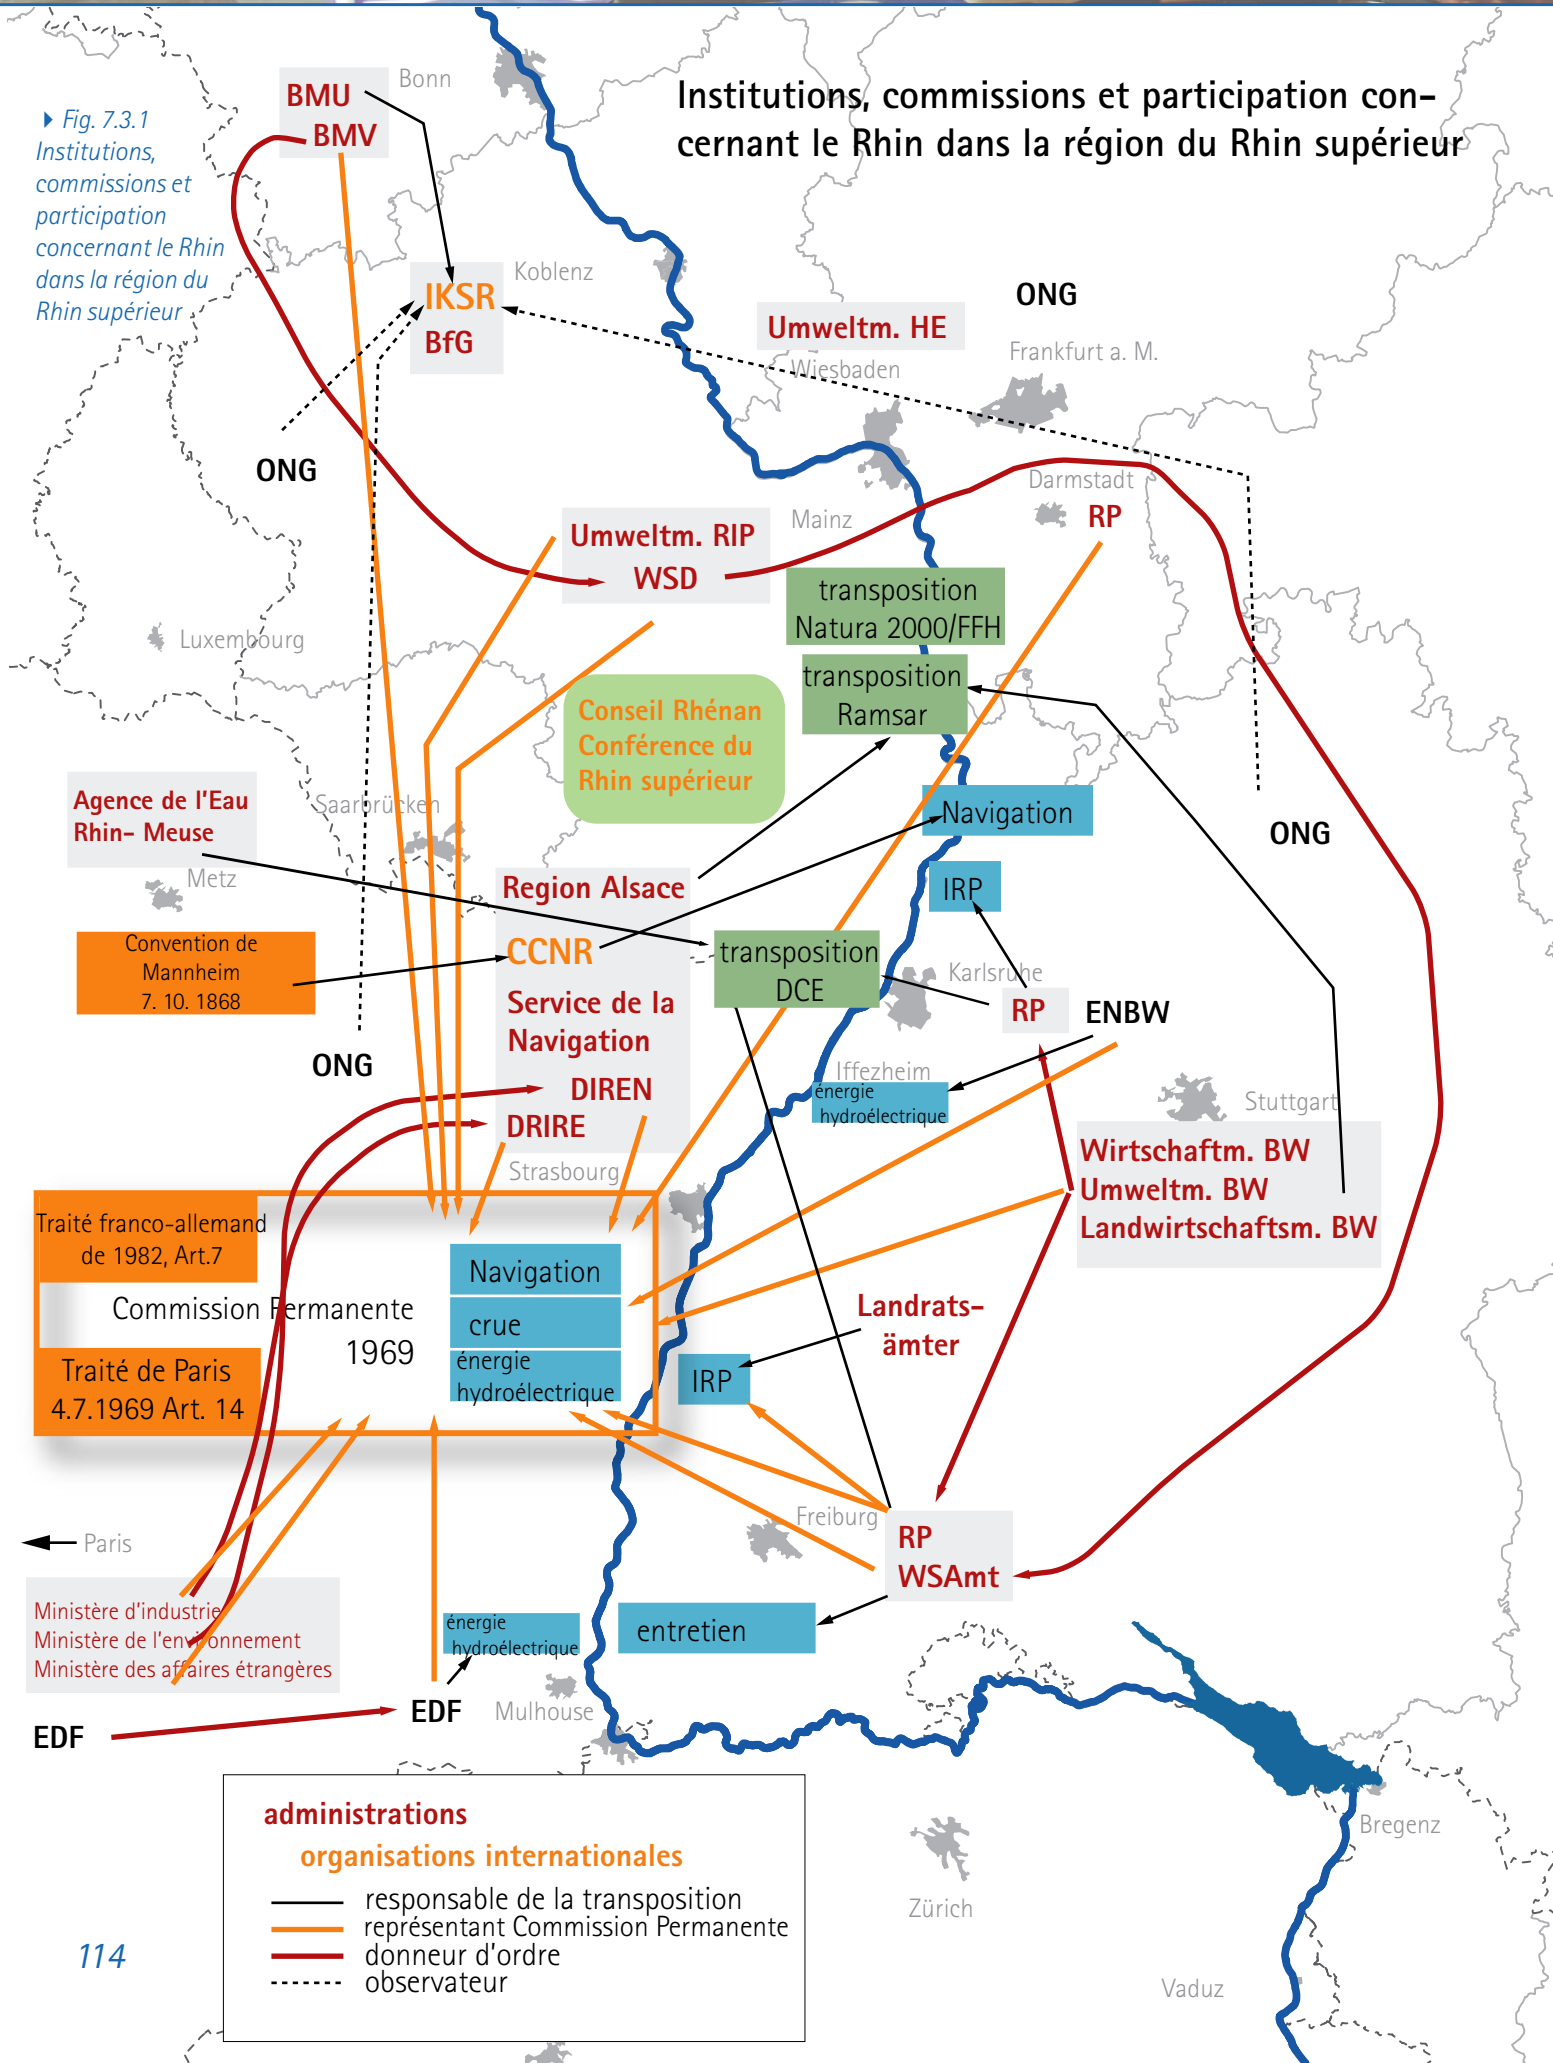 Institutions, commissions et participation con-
cernant le Rhin dans la région du Rhin supérieur
▸ Fig. 7.3.1
Institutions,
commissions et
participation
concernant le Rhin
dans la région du
Rhin supérieur
BMU
BMV
Bonn
IKSR
BfG
Koblenz
ONG
Umweltm. HE
Wiesbaden
Frankfurt a. M.
ONG
Darmstadt
RP
Mainz
Umweltm. RIP
WSD
transposition
Natura 2000/FFH
transposition
Ramsar
Luxembourg
Conseil Rhénan
Conférence du
Rhin supérieur
Agence de l'Eau
Rhin- Meuse
Saarbrücken
Metz
Navigation
ONG
IRP
Region Alsace
CCNR
Service de la
Navigation
DIREN
DRIRE
Strasbourg
Convention de
Mannheim
7. 10. 1868
ONG
transposition
DCE
Karlsruhe
RP
ENBW
Iffezheim
énergie
hydroélectrique
Stuttgart
Wirtschaftm. BW
Umweltm. BW
Landwirtschaftsm. BW
Traité franco-allemand
de 1982, Art.7
Commission Permanente
1969
Traité de Paris
4.7.1969 Art. 14
Navigation
crue
énergie
hydroélectrique
Landrats-
ämter
IRP
Freiburg
RP
WSAmt
Paris
Ministère d'industrie
Ministère de l'environnement
Ministère des affaires étrangères
énergie
hydroélectrique
entretien
EDF
EDF
Mulhouse
Bregenz
Zürich
Vaduz
administrations
organisations internationales
responsable de la transposition
représentant Commission Permanente
donneur d'ordre
observateur
114